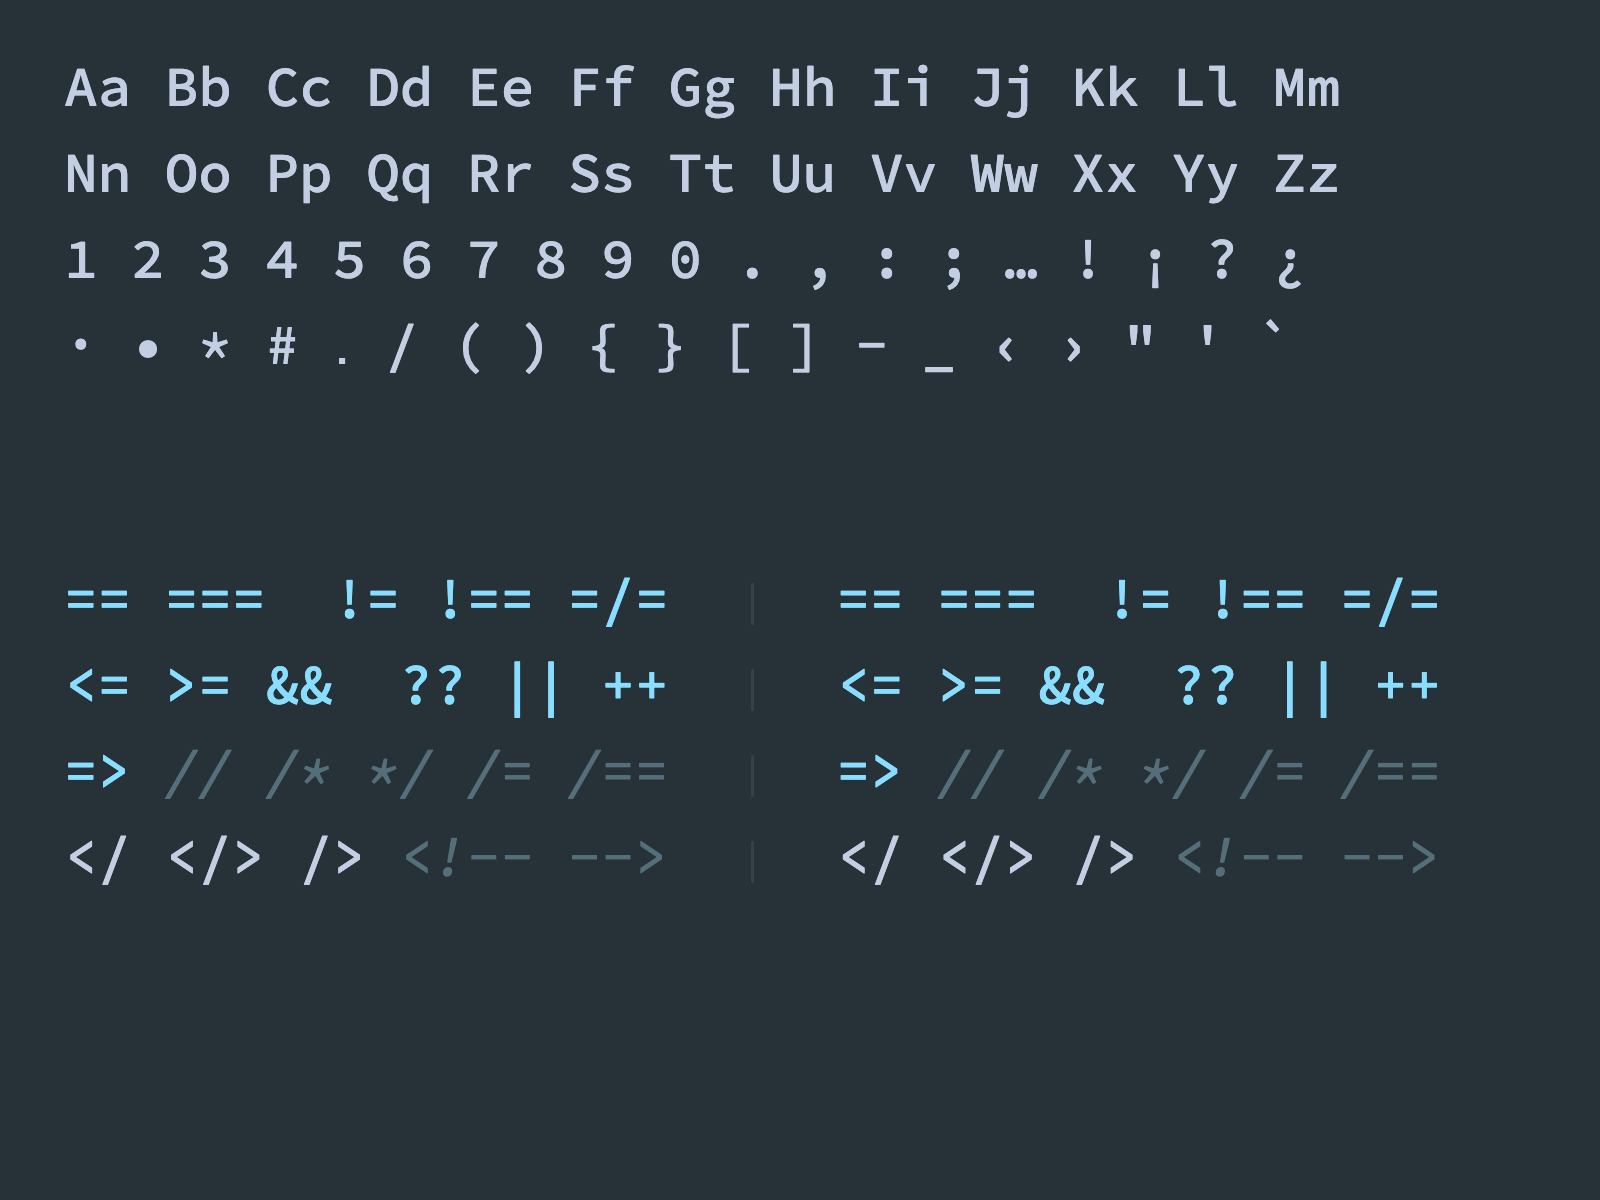 Aa Bb Cc Dd Ee Ff Gg Hh Ii Jj Kk Ll Mm
Nn Oo Pp Qq Rr Ss Tt Uu Vv Ww Xx Yy Zz
1 2 3 4 5 6 7 8 9 0 . , : ; … ! ¡ ? ¿
· • * # . / ( ) { } [ ] - _ ‹ › " ' `
== ===  != !== =/= | == ===  != !== =/=
<= >= &&  ?? || ++ | <= >= &&  ?? || ++
=> // /* */ /= /== | => // /* */ /= /==
</ </> /> <!-- --> | </ </> /> <!-- -->